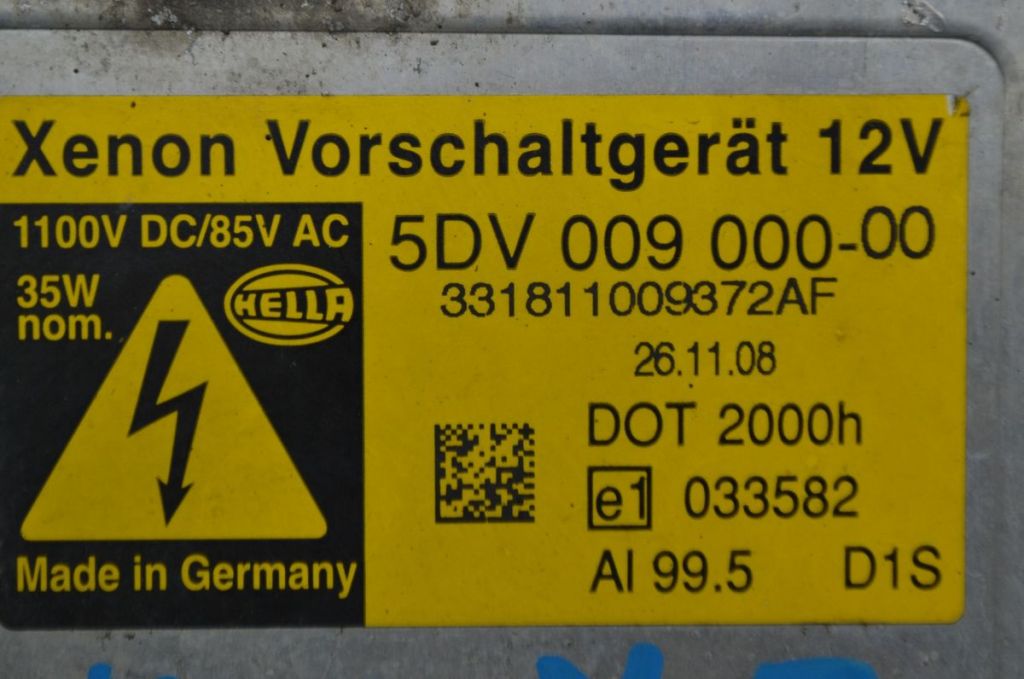 Xenon Vorschaltgerät 12V
1100V DC/85V AC
35W
nom.
HELLA
Made in Germany
5DV 009 000-00
331811009372AF
26.11.08
DOT 2000h
e1 033582
Al 99.5 D1S